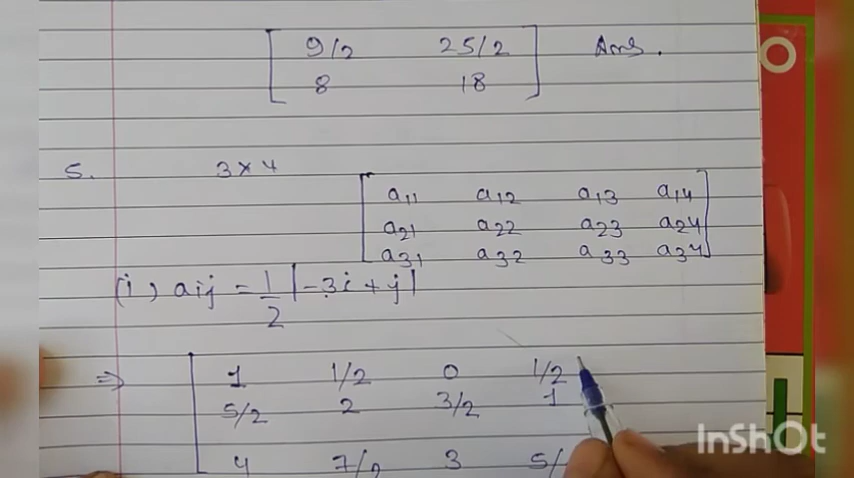 9/2 25/2 Ans.
8 18
5. 3×4
a11 a12 a13 a14
a21 a22 a23 a24
a31 a32 a33 a34
(i) aij = 1/2 |-3i+j|
⇒ 1 1/2 0 1/2
5/2 2 3/2 1
4 7/2 3 5/
InShOt